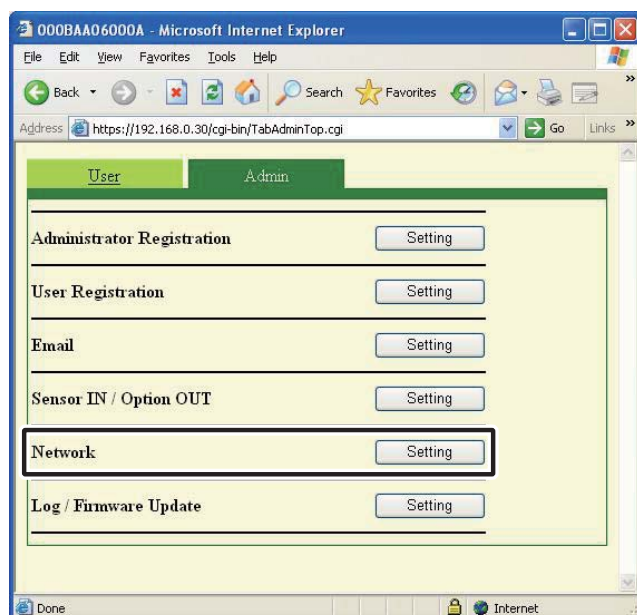 000BAA06000A - Microsoft Internet Explorer
File Edit View Favorites Tools Help
Back Search Favorites »
Address https://192.168.0.30/cgi-bin/TabAdminTop.cgi Go Links »
User Admin
Administrator Registration Setting
User Registration Setting
Email Setting
Sensor IN / Option OUT Setting
Network Setting
Log / Firmware Update Setting
Done Internet